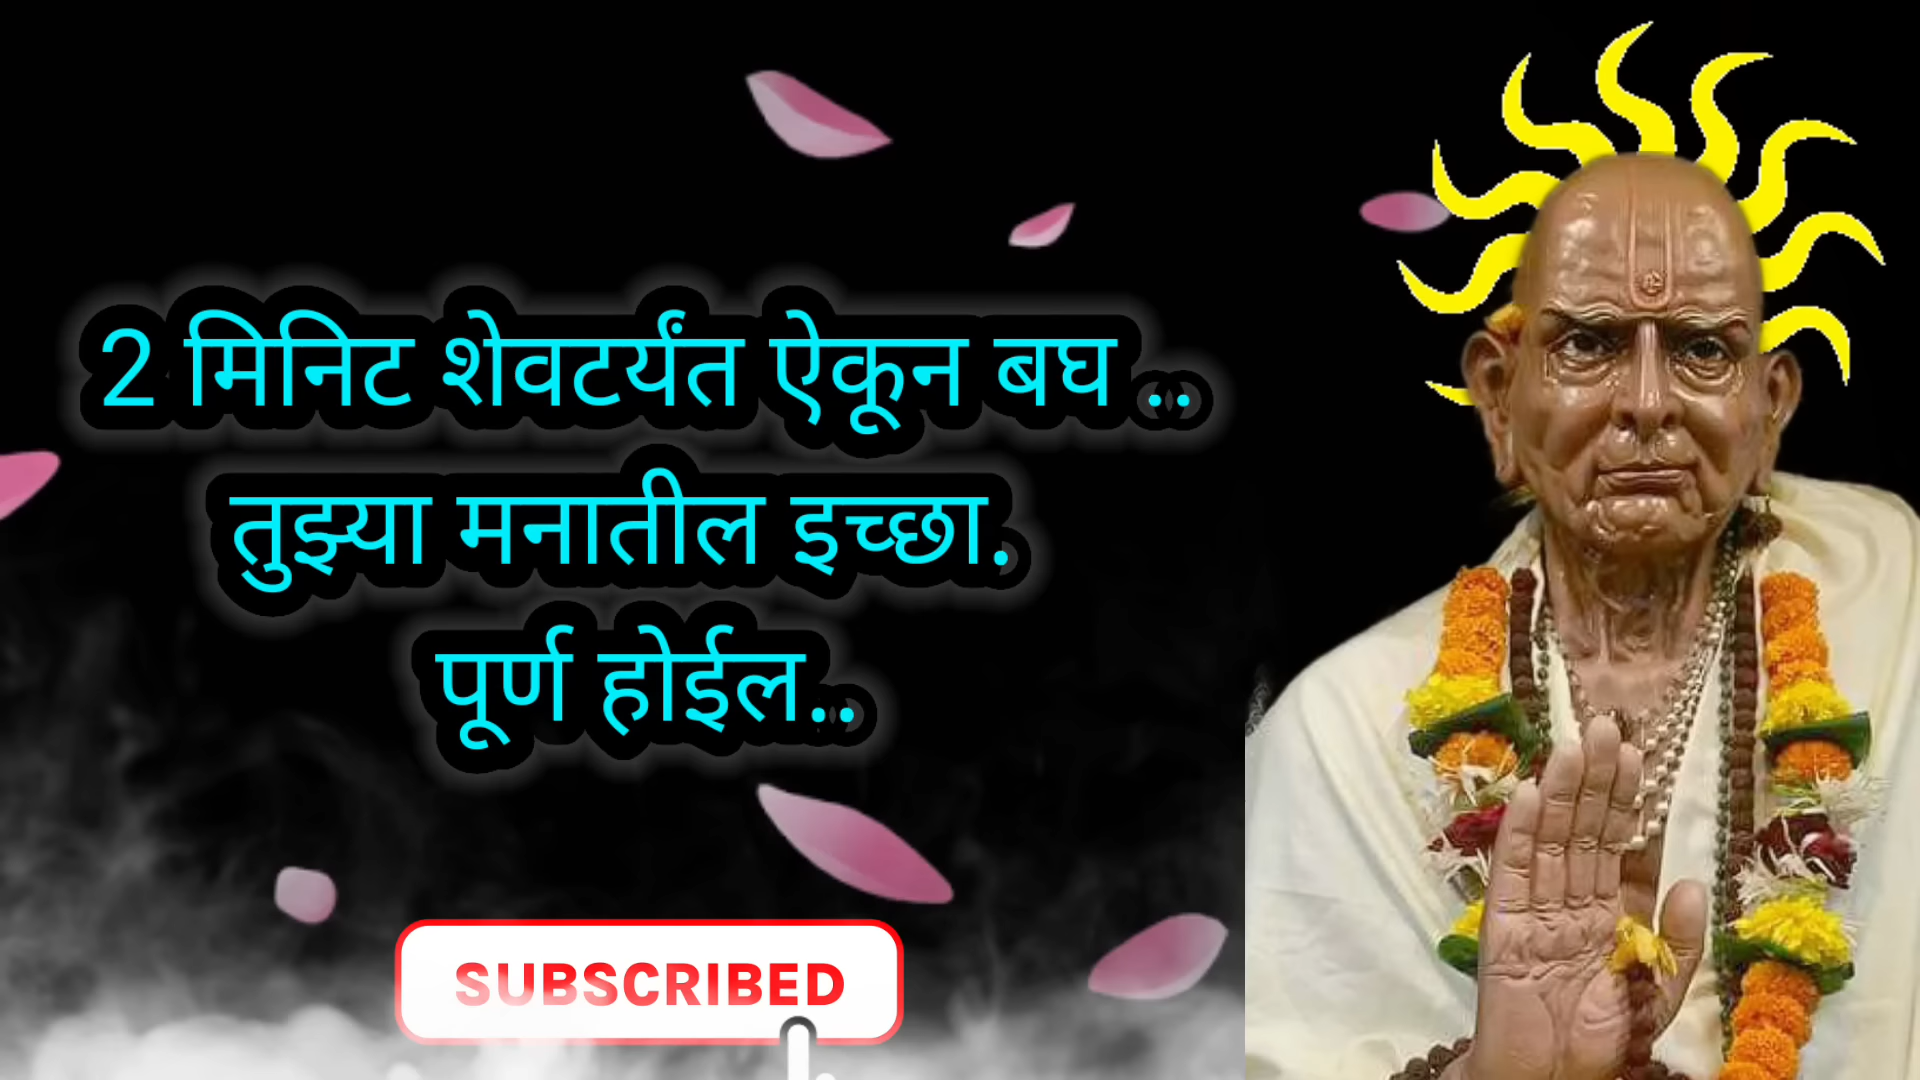 2 मिनिट शेवटर्यंत ऐकून बघ ..
तुझ्या मनातील इच्छा.
पूर्ण होईल..
SUBSCRIBED